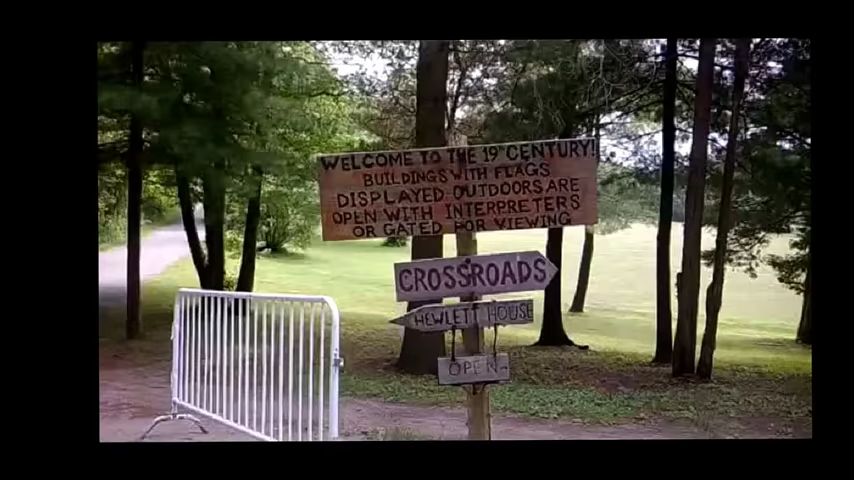 WELCOME TO THE 19TH CENTURY!
BUILDINGS WITH FLAGS
DISPLAYED OUTDOORS ARE
OPEN WITH INTERPRETERS
OR GATED FOR VIEWING
CROSSROADS
HEWLETT HOUSE
OPEN